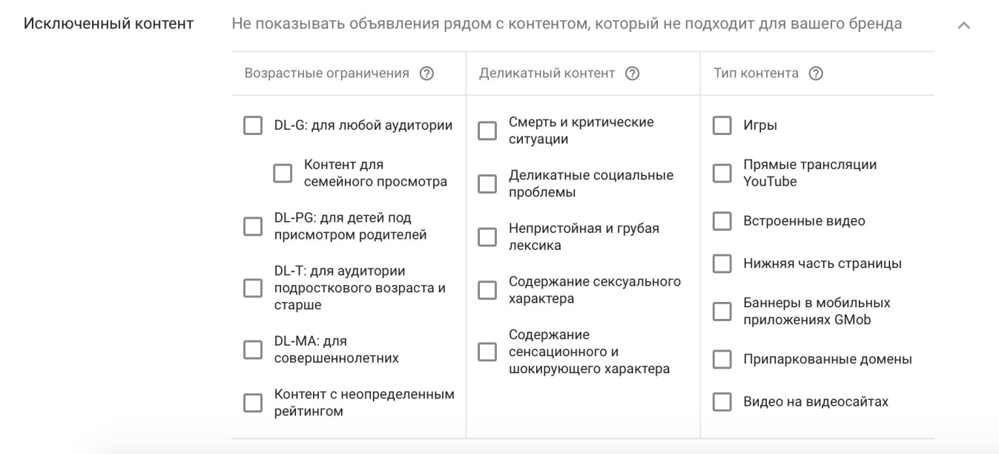 Исключенный контент
Не показывать объявления рядом с контентом, который не подходит для вашего бренда
Возрастные ограничения
Деликатный контент
Тип контента
DL-G: для любой аудитории
Контент для
семейного просмотра
DL-PG: для детей под
присмотром родителей
DL-T: для аудитории
подросткового возраста и
старше
DL-MA: для
совершеннолетних
Контент с неопределенным
рейтингом
Смерть и критические
ситуации
Деликатные социальные
проблемы
Непристойная и грубая
лексика
Содержание сексуального
характера
Содержание
сенсационного и
шокирующего характера
Игры
Прямые трансляции
YouTube
Встроенные видео
Нижняя часть страницы
Баннеры в мобильных
приложениях GMob
Припаркованные домены
Видео на видеосайтах